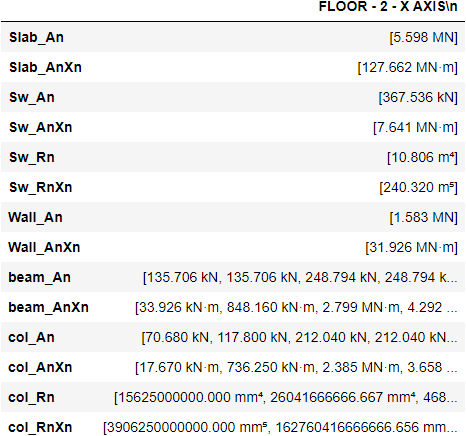 FLOOR - 2 - X AXIS\n
Slab_An [5.598 MN]
Slab_AnXn [127.662 MN·m]
Sw_An [367.536 kN]
Sw_AnXn [7.641 MN·m]
Sw_Rn [10.806 m⁴]
Sw_RnXn [240.320 m⁵]
Wall_An [1.583 MN]
Wall_AnXn [31.926 MN·m]
beam_An [135.706 kN, 135.706 kN, 248.794 kN, 248.794 k...
beam_AnXn [33.926 kN·m, 848.160 kN·m, 2.799 MN·m, 4.292 ...
col_An [70.680 kN, 117.800 kN, 212.040 kN, 212.040 kN...
col_AnXn [17.670 kN·m, 736.250 kN·m, 2.385 MN·m, 3.658 ...
col_Rn [15625000000.000 mm⁴, 26041666666.667 mm⁴, 468...
col_RnXn [3906250000000.000 mm⁵, 162760416666666.656 mm...